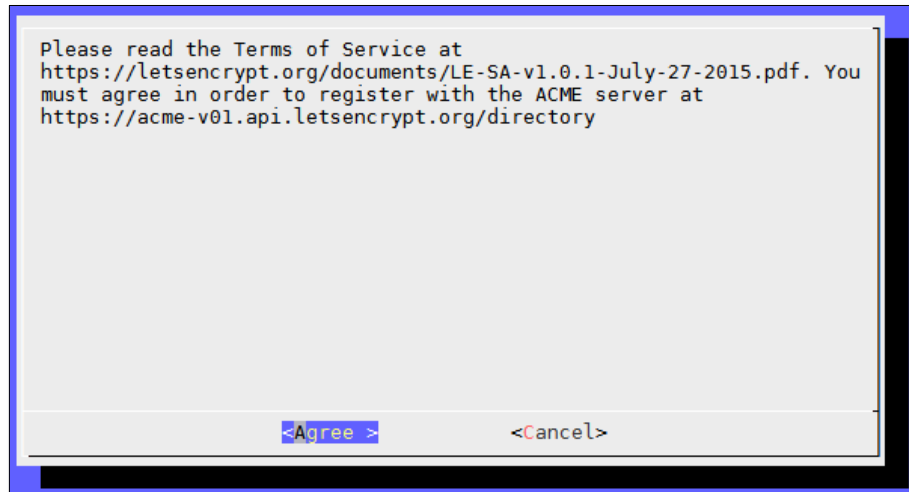 Please read the Terms of Service at
https://letsencrypt.org/documents/LE-SA-v1.0.1-July-27-2015.pdf. You
must agree in order to register with the ACME server at
https://acme-v01.api.letsencrypt.org/directory
<Agree > <Cancel>